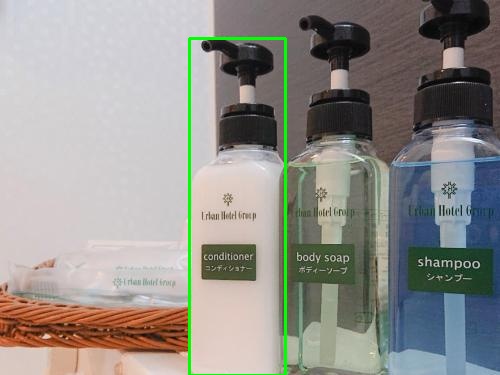 Urban Hotel Group
conditioner
コンディショナー
Urban Hotel Group
body soap
ボディーソープ
Urban Hotel Group
shampoo
シャンプー
Urban Hotel Group